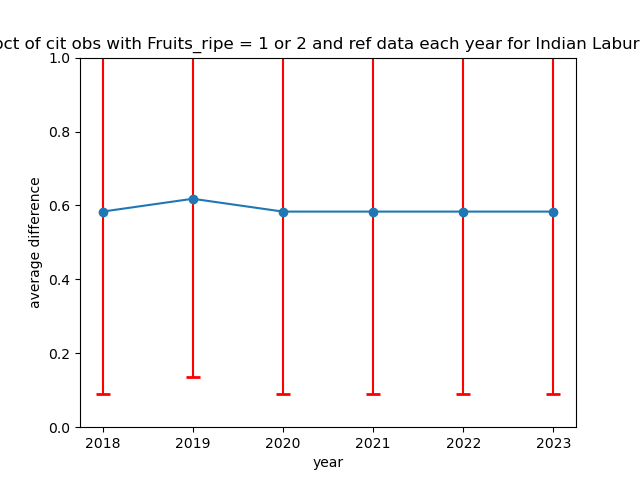 oct of cit obs with Fruits_ripe = 1 or 2 and ref data each year for Indian Labur
1.0
0.8
0.6
0.4
0.2
0.0
average difference
2018 2019 2020 2021 2022 2023
year